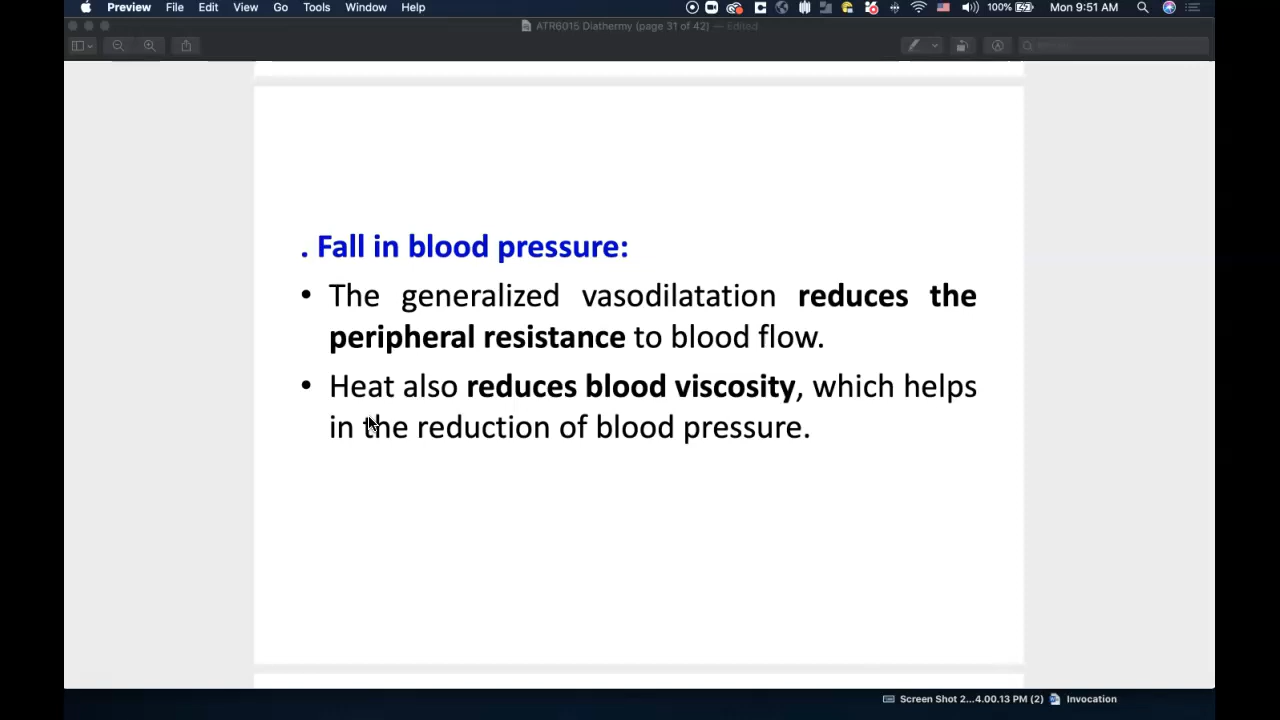 Preview File Edit View Go Tools Window Help 100% Mon 9:51 AM
ATR6015 Diathermy (page 31 of 42) — Edited
. Fall in blood pressure:
• The generalized vasodilatation reduces the
peripheral resistance to blood flow.
• Heat also reduces blood viscosity, which helps
in the reduction of blood pressure.
Screen Shot 2...4.00.13 PM (2) Invocation